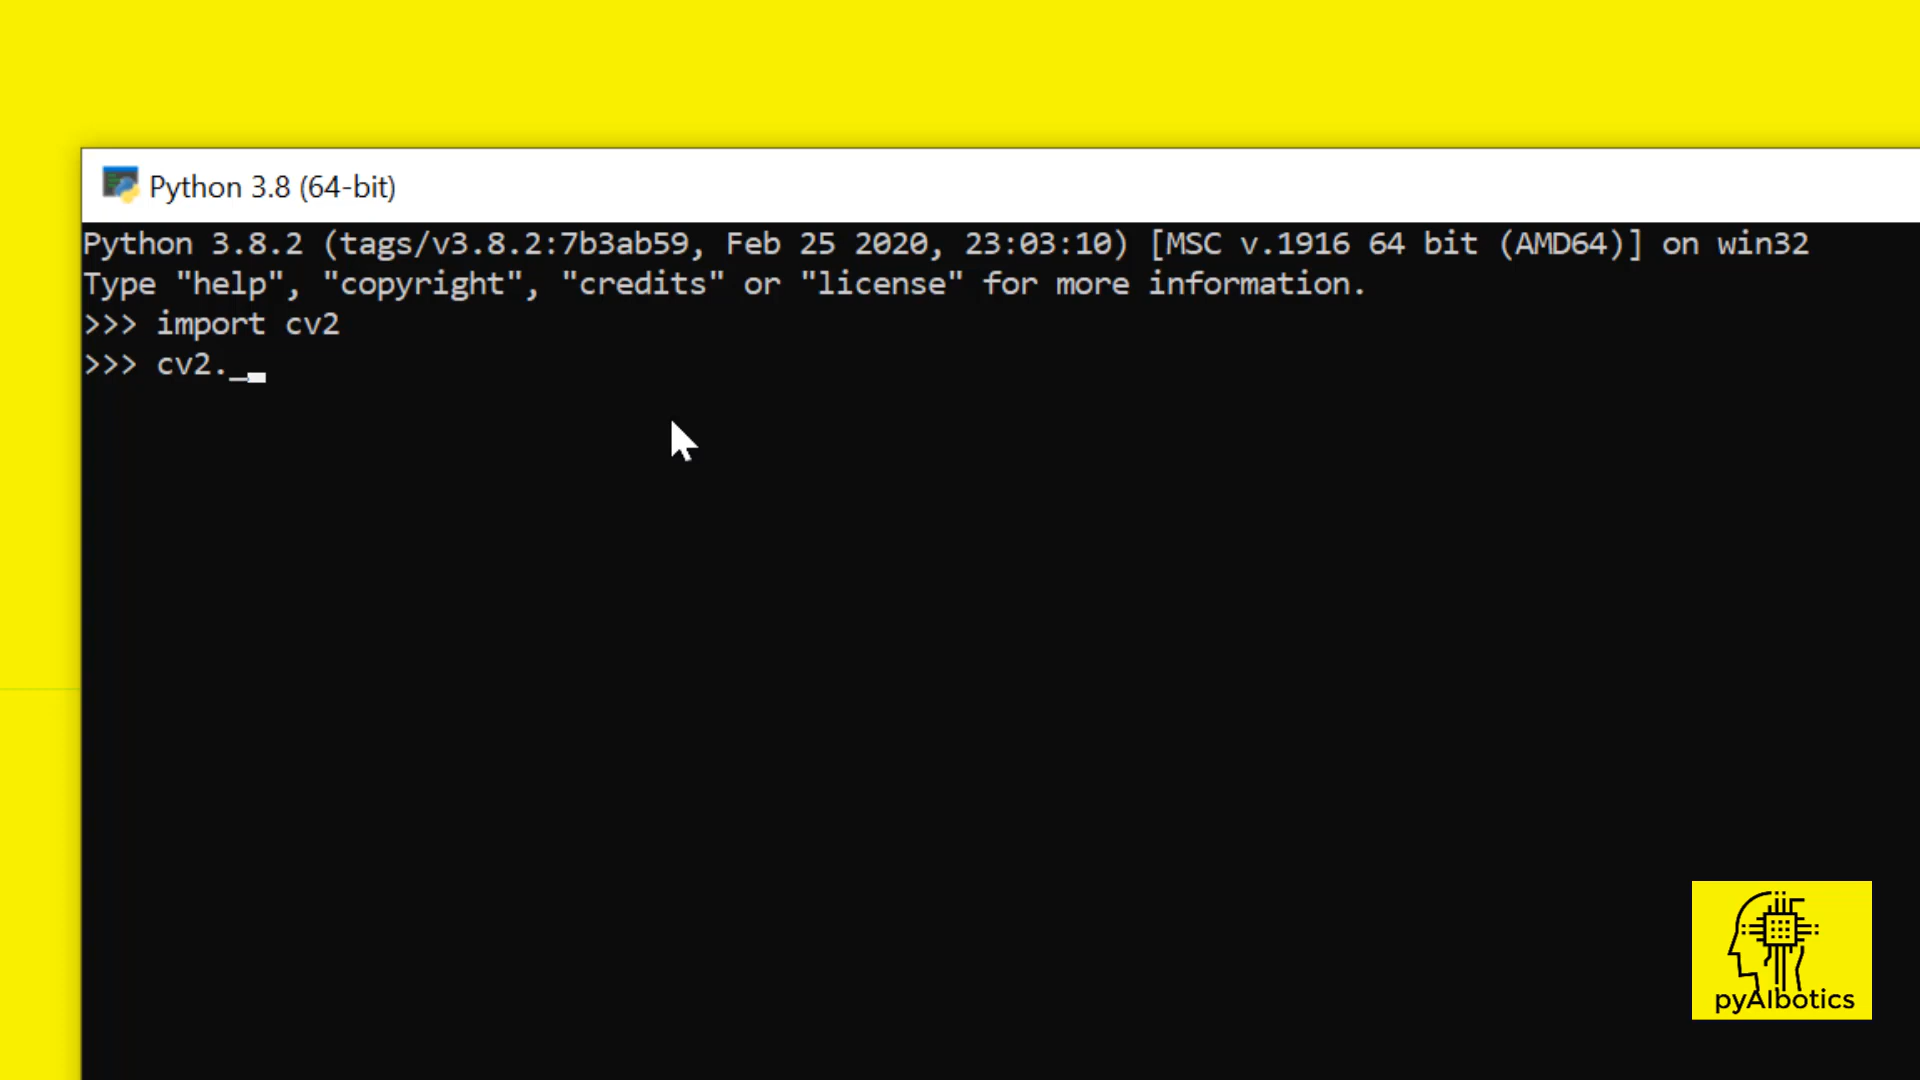 Python 3.8 (64-bit)
Python 3.8.2 (tags/v3.8.2:7b3ab59, Feb 25 2020, 23:03:10) [MSC v.1916 64 bit (AMD64)] on win32
Type "help", "copyright", "credits" or "license" for more information.
>>> import cv2
>>> cv2._
pyAIbotics